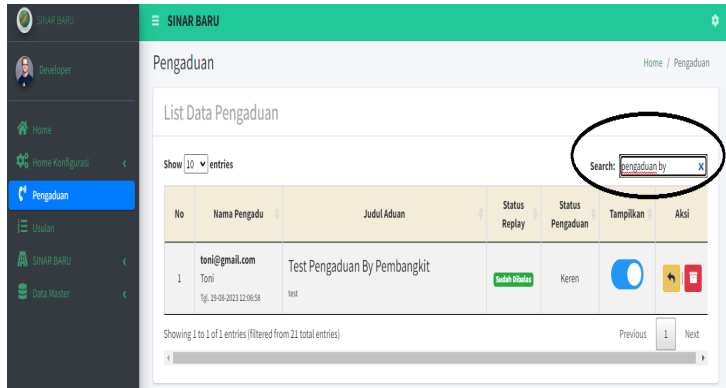 SINAR BARU
SINAR BARU
Developer
Pengaduan
Home / Pengaduan
Home
Home Konfigurasi
Pengaduan
Usulan
SINAR BARU
Data Master
List Data Pengaduan
Show 10 entries
Search: pengaduan by X
No
Nama Pengadu
Judul Aduan
Status Replay
Status Pengaduan
Tampilkan
Aksi
1
toni@gmail.com
Toni
Tgl. 19-08-2023 12:06:58
Test Pengaduan By Pembangkit
test
Sudah Dibalas
Keren
Showing 1 to 1 of 1 entries (filtered from 21 total entries)
Previous 1 Next